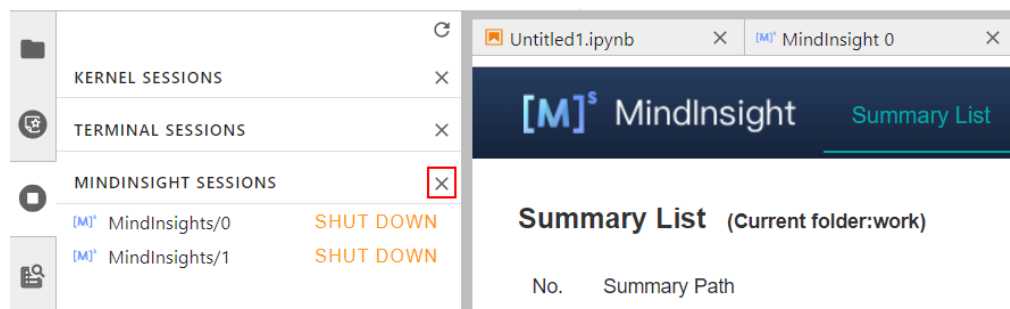 KERNEL SESSIONS
TERMINAL SESSIONS
MINDINSIGHT SESSIONS
[M]s MindInsights/0 SHUT DOWN
[M]s MindInsights/1 SHUT DOWN
Untitled1.ipynb [M]s MindInsight 0
[M]s MindInsight Summary List
Summary List (Current folder:work)
No. Summary Path